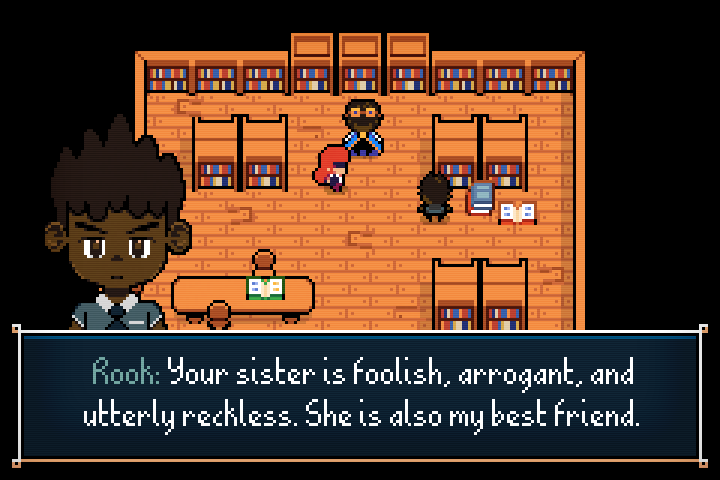 Rook: Your sister is foolish, arrogant, and
utterly reckless. She is also my best friend.